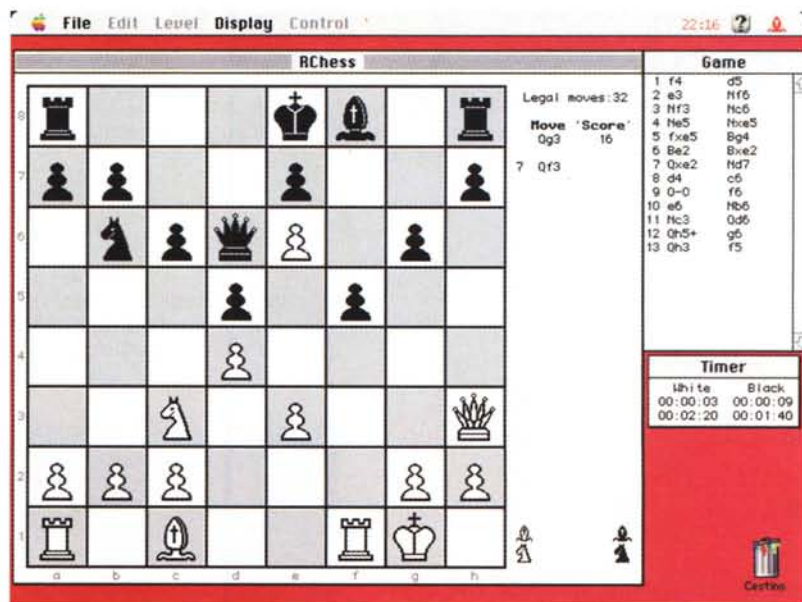 File Edit Level Display Control 22:16
RChess
Game
Legal moves:32
Move 'Score'
Qg3 16
7 Qf3
1 f4 d5
2 e3 Nf6
3 Nf3 Nc6
4 Ne5 Nxe5
5 fxe5 Bg4
6 Be2 Bxe2
7 Qxe2 Nd7
8 d4 c6
9 O-O f6
10 e6 Nb6
11 Nc3 Qd6
12 Qh5+ g6
13 Qh3 f5
8
7
6
5
4
3
2
1
a b c d e f g h
Timer
White Black
00:00:03 00:00:09
00:02:20 00:01:40
Cestino